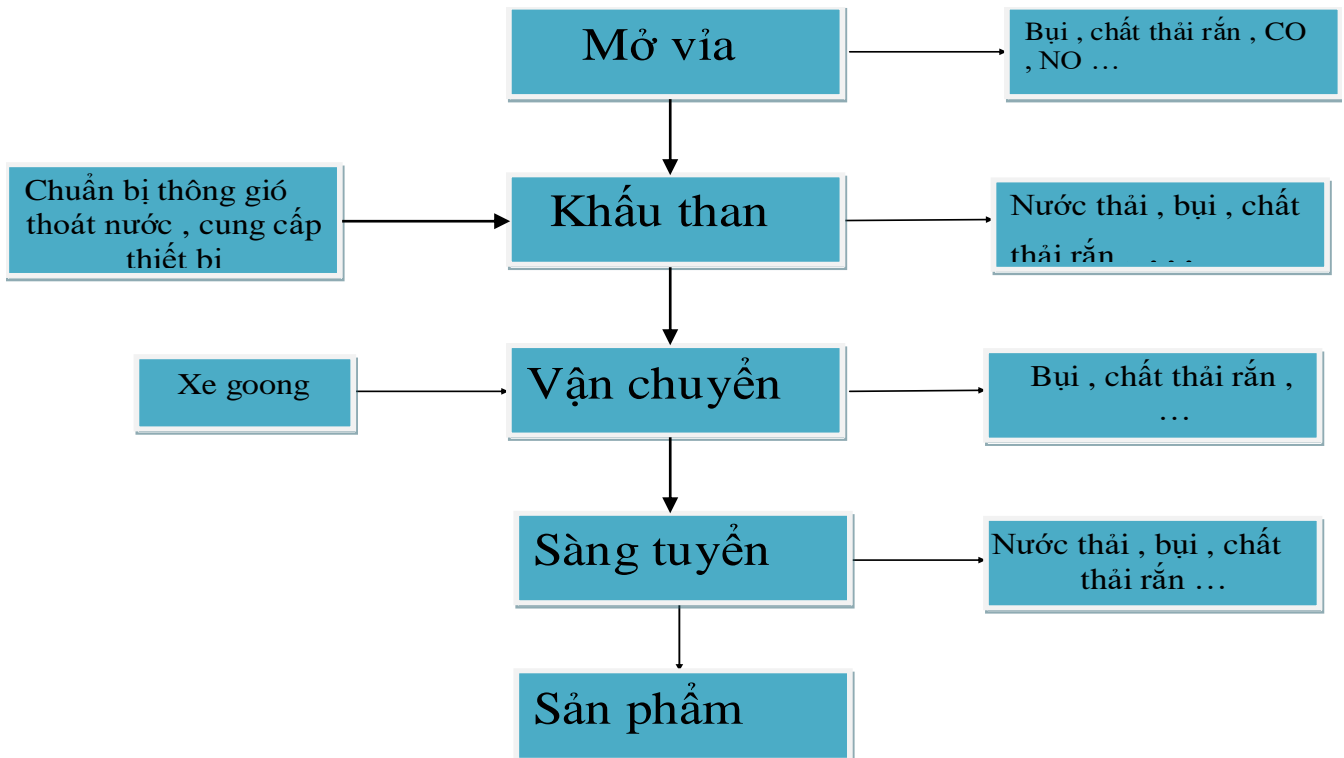 Mở vỉa
Bụi , chất thải rắn , CO
, NO …
Chuẩn bị thông gió
thoát nước , cung cấp
thiết bị
Khấu than
Nước thải , bụi , chất
thải rắn . . . .
Xe goong
Vận chuyển
Bụi , chất thải rắn ,
…
Sàng tuyển
Nước thải , bụi , chất
thải rắn …
Sản phẩm